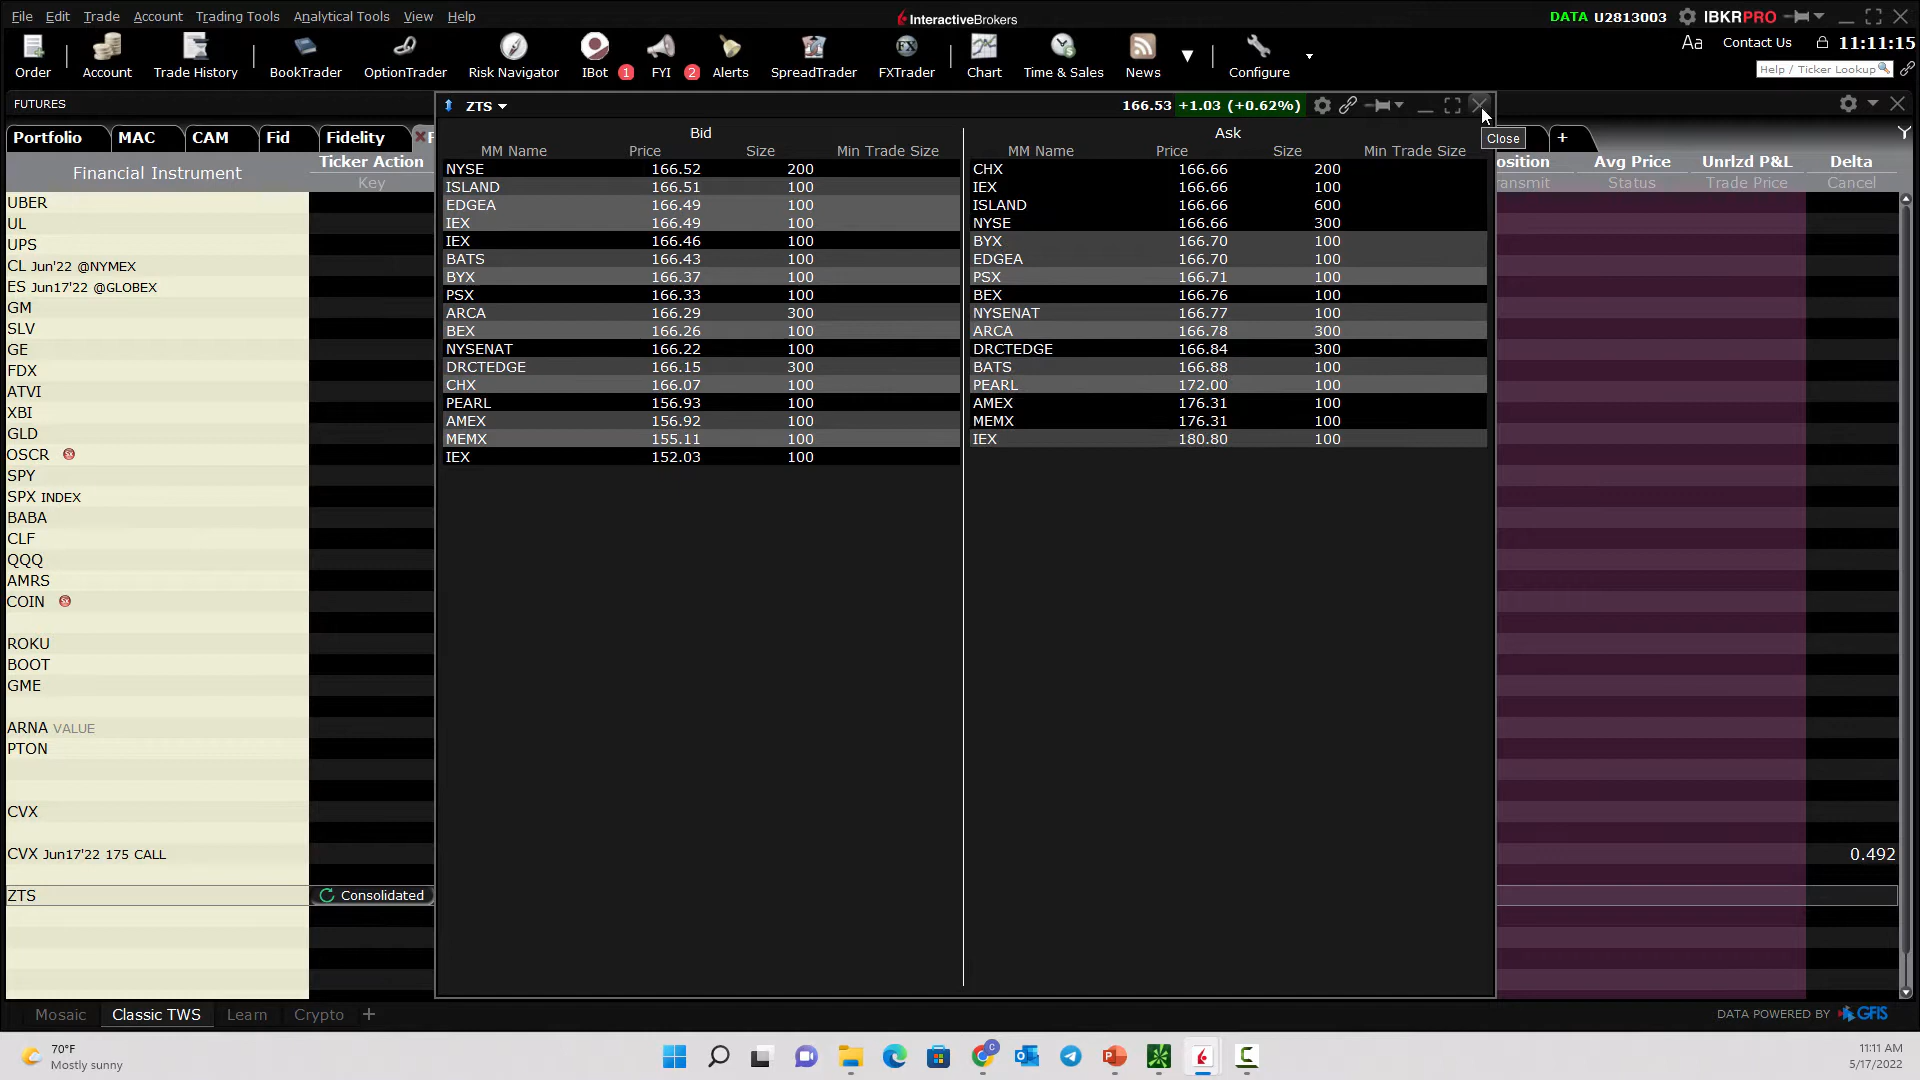 File Edit Trade Account Trading Tools Analytical Tools View Help
InteractiveBrokers
DATA U2813003 IBKRPRO
Order Account Trade History BookTrader OptionTrader Risk Navigator IBot 1 FYI 2 Alerts SpreadTrader FXTrader Chart Time & Sales News Configure
Aa Contact Us 11:11:15
Help / Ticker Lookup
FUTURES
ZTS 166.53 +1.03 (+0.62%)
Close
Portfolio MAC CAM Fid Fidelity F +
Financial Instrument
Ticker Action
Key
osition Avg Price Unrlzd P&L Delta
ransmit Status Trade Price Cancel
Bid Ask
MM Name Price Size Min Trade Size MM Name Price Size Min Trade Size
NYSE 166.52 200 CHX 166.66 200
ISLAND 166.51 100 IEX 166.66 100
EDGEA 166.49 100 ISLAND 166.66 600
IEX 166.49 100 NYSE 166.66 300
IEX 166.46 100 BYX 166.70 100
BATS 166.43 100 EDGEA 166.70 100
BYX 166.37 100 PSX 166.71 100
PSX 166.33 100 BEX 166.76 100
ARCA 166.29 300 NYSENAT 166.77 100
BEX 166.26 100 ARCA 166.78 300
NYSENAT 166.22 100 DRCTEDGE 166.84 300
DRCTEDGE 166.15 300 BATS 166.88 100
CHX 166.07 100 PEARL 172.00 100
PEARL 156.93 100 AMEX 176.31 100
AMEX 156.92 100 MEMX 176.31 100
MEMX 155.11 100 IEX 180.80 100
IEX 152.03 100
UBER
UL
UPS
CL Jun'22 @NYMEX
ES Jun17'22 @GLOBEX
GM
SLV
GE
FDX
ATVI
XBI
GLD
OSCR
SPY
SPX INDEX
BABA
CLF
QQQ
AMRS
COIN
ROKU
BOOT
GME
ARNA VALUE
PTON
CVX
CVX Jun17'22 175 CALL 0.492
ZTS Consolidated
Mosaic Classic TWS Learn Crypto +
DATA POWERED BY GFIS
70°F
Mostly sunny
11:11 AM
5/17/2022